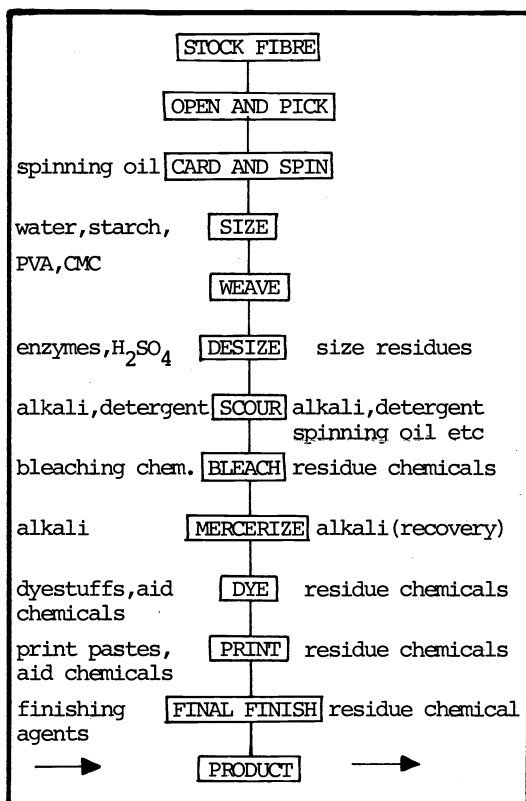 STOCK FIBRE
OPEN AND PICK
spinning oil CARD AND SPIN
water,starch, SIZE
PVA,CMC
WEAVE
enzymes,H₂SO₄ DESIZE size residues
alkali,detergent SCOUR alkali,detergent
spinning oil etc
bleaching chem. BLEACH residue chemicals
alkali MERCERIZE alkali(recovery)
dyestuffs,aid DYE residue chemicals
chemicals
print pastes, PRINT residue chemicals
aid chemicals
finishing FINAL FINISH residue chemical
agents
PRODUCT